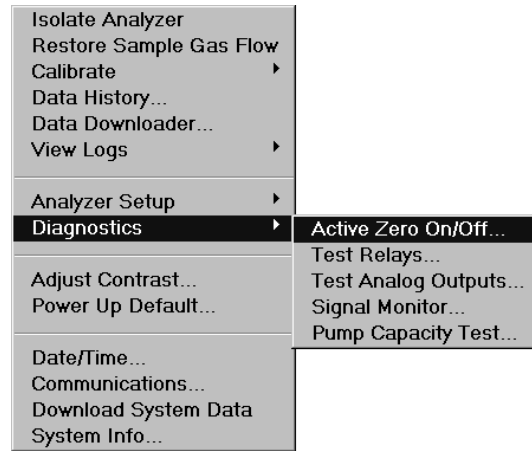 Isolate Analyzer
Restore Sample Gas Flow
Calibrate
Data History...
Data Downloader...
View Logs
Analyzer Setup
Diagnostics
Active Zero On/Off...
Test Relays...
Test Analog Outputs...
Signal Monitor...
Pump Capacity Test...
Adjust Contrast...
Power Up Default...
Date/Time...
Communications...
Download System Data
System Info...